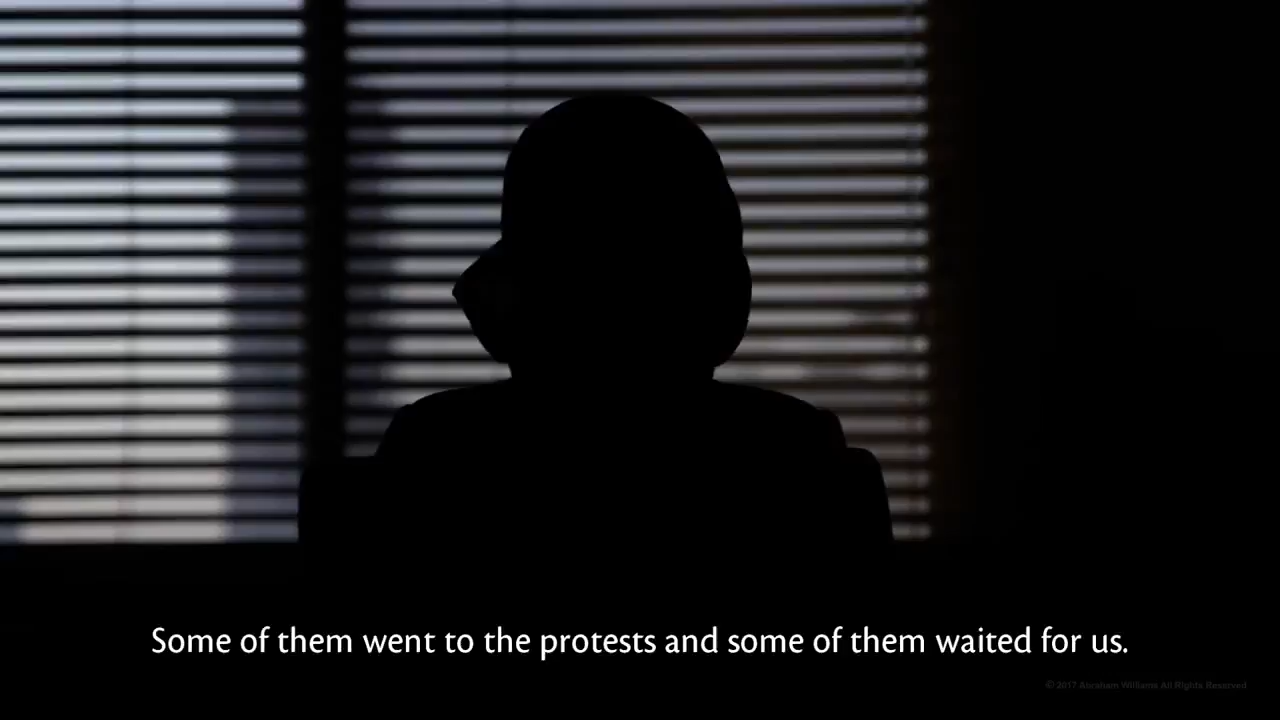 Some of them went to the protests and some of them waited for us.
© 2017 Abraham Williams All Rights Reserved